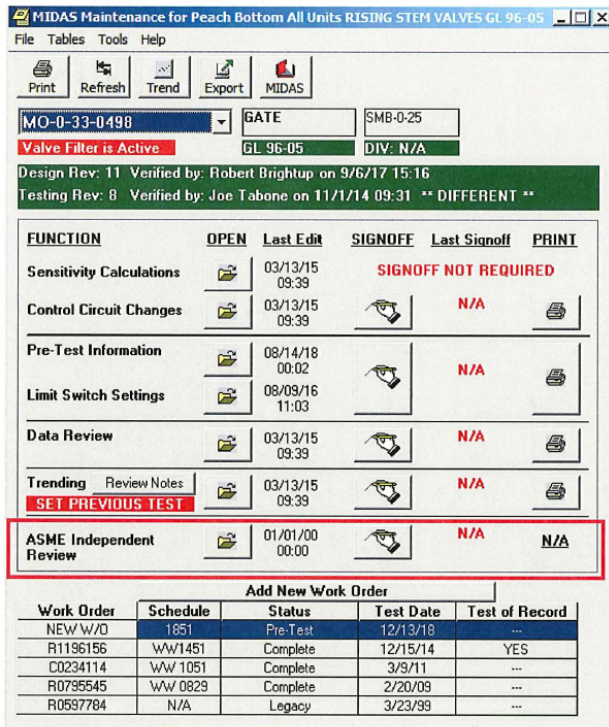 MIDAS Maintenance for Peach Bottom All Units RISING STEM VALVES GL 96-05
File Tables Tools Help
Print Refresh Trend Export MIDAS
MO-0-33-0498 GATE SMB-0-25
Valve Filter is Active GL 96-05 DIV: N/A
Design Rev: 11 Verified by: Robert Brightup on 9/6/17 15:16
Testing Rev: 8 Verified by: Joe Tabone on 11/1/14 09:31 ** DIFFERENT **
FUNCTION OPEN Last Edit SIGNOFF Last Signoff PRINT
Sensitivity Calculations 03/13/15 09:39 SIGNOFF NOT REQUIRED
Control Circuit Changes 03/13/15 09:39 N/A
Pre-Test Information 08/14/18 00:02 N/A
Limit Switch Settings 08/09/16 11:03
Data Review 03/13/15 09:39 N/A
Trending Review Notes 03/13/15 09:39 N/A
SET PREVIOUS TEST
ASME Independent Review 01/01/00 00:00 N/A N/A
Add New Work Order
Work Order Schedule Status Test Date Test of Record
NEW W/O 1851 Pre-Test 12/13/18 ---
R1196156 WW1451 Complete 12/15/14 YES
C0234114 WW 1051 Complete 3/9/11 ---
R0795545 WW 0829 Complete 2/20/09 ---
R0597784 N/A Legacy 3/23/99 ---